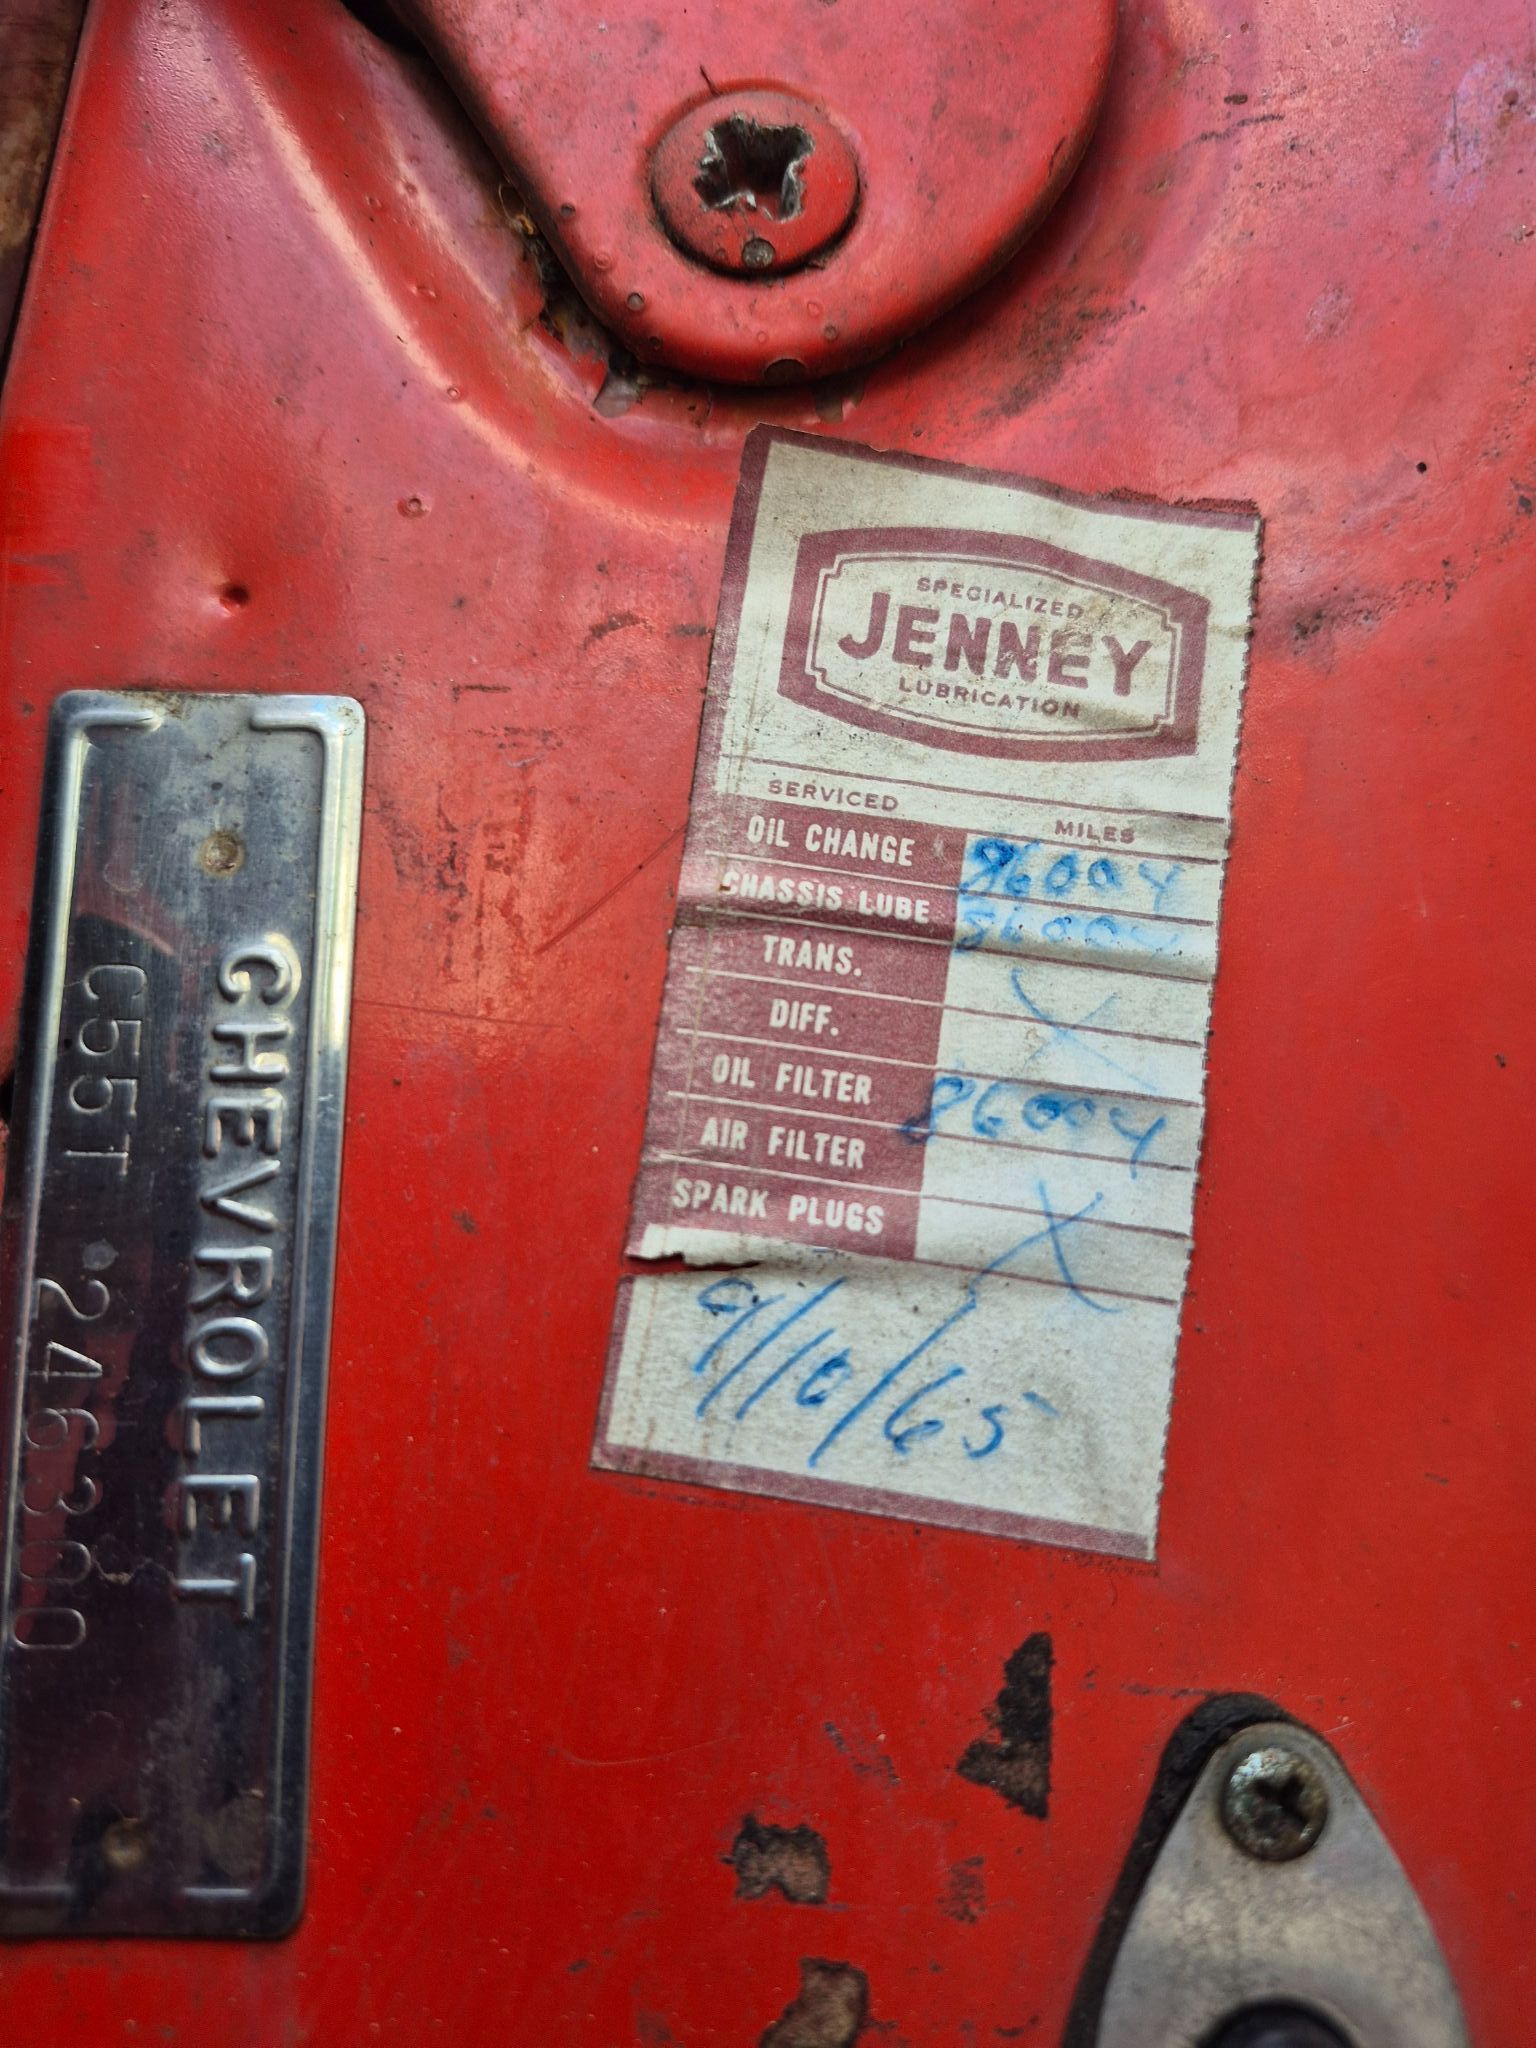 CHEVROLET
C55T *246300
SPECIALIZED
JENNEY
LUBRICATION
SERVICED MILES
OIL CHANGE 86004
CHASSIS LUBE 86004
TRANS. X
DIFF.
OIL FILTER 86004
AIR FILTER X
SPARK PLUGS
9/10/65